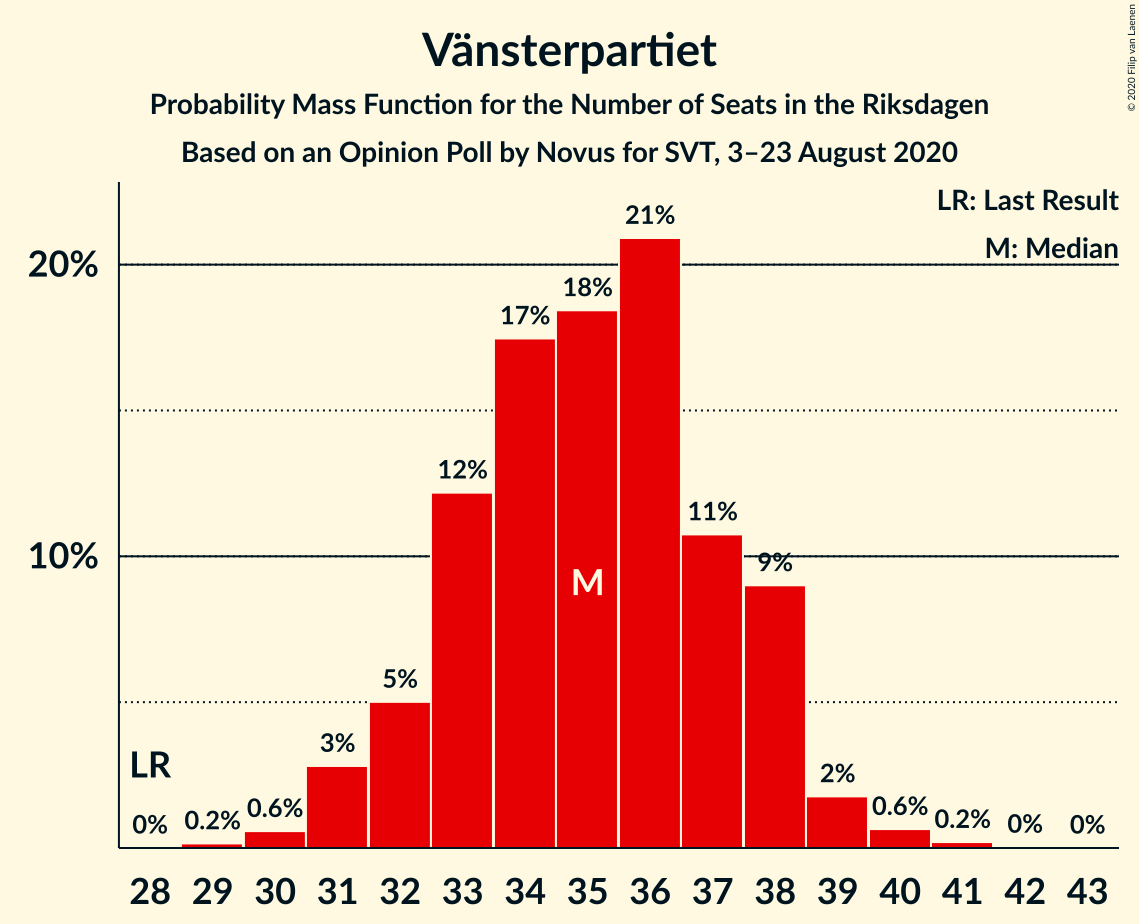 Vänsterpartiet
Probability Mass Function for the Number of Seats in the Riksdagen
Based on an Opinion Poll by Novus for SVT, 3–23 August 2020
© 2020 Filip van Laenen
LR: Last Result
M: Median
20%
10%
LR
0%
0.2%
0.6%
3%
5%
12%
17%
18%
21%
11%
9%
2%
0.6%
0.2%
0%
0%
M
28 29 30 31 32 33 34 35 36 37 38 39 40 41 42 43